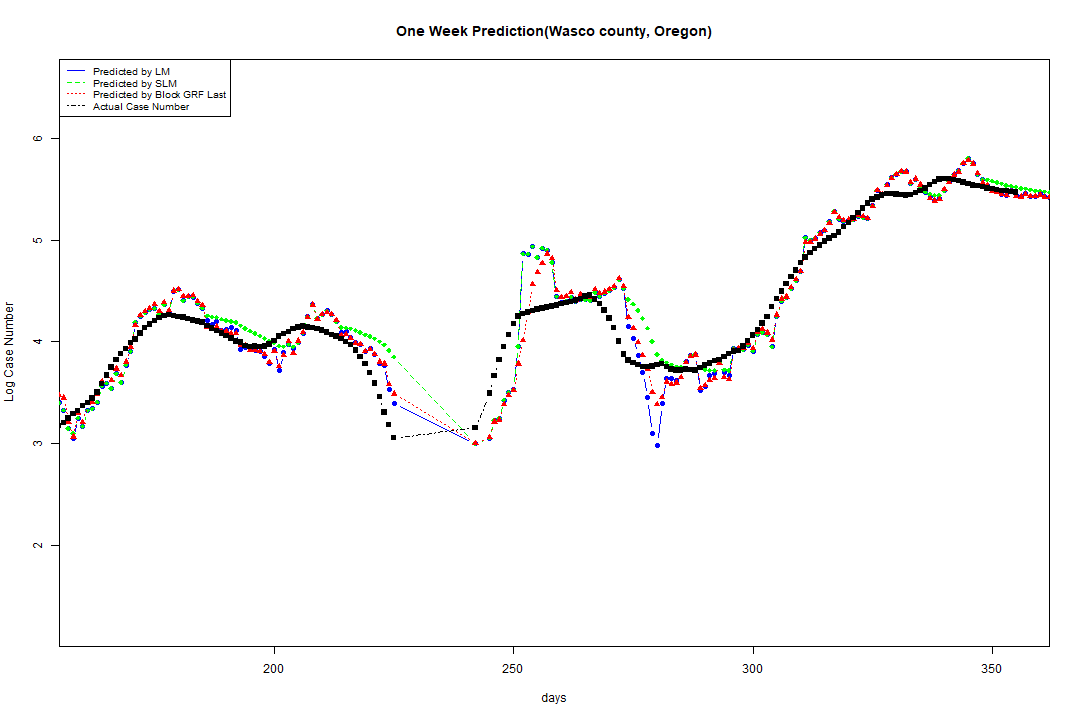 One Week Prediction(Wasco county, Oregon)
Predicted by LM
Predicted by SLM
Predicted by Block GRF Last
Actual Case Number
6
5
4
3
2
Log Case Number
200 250 300 350
days